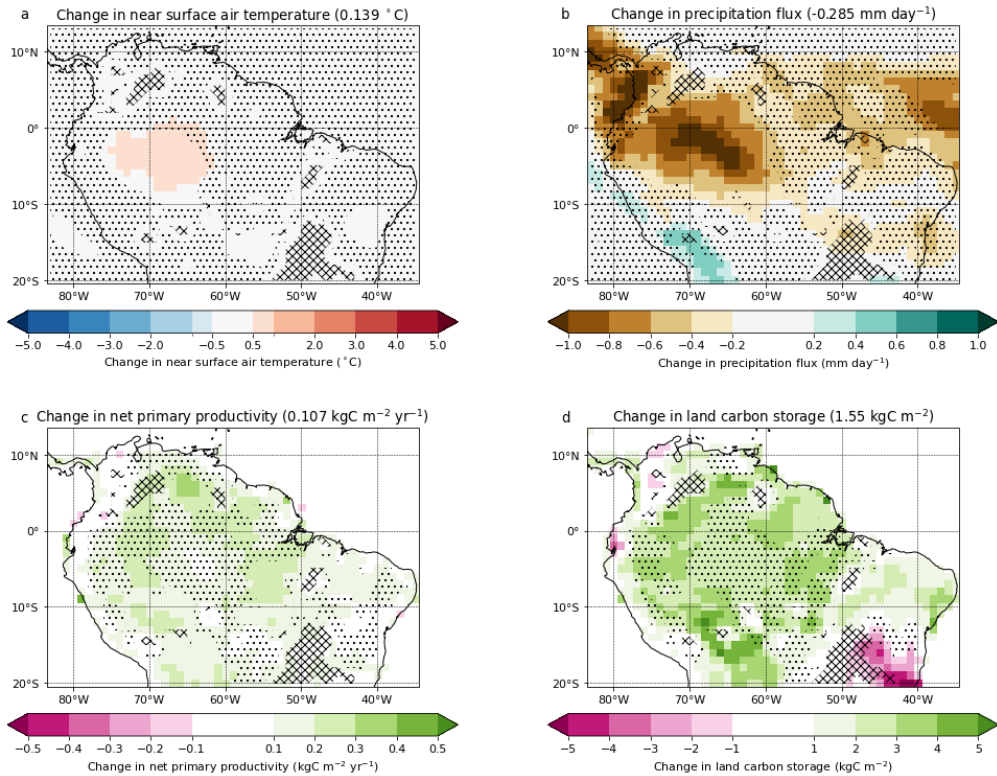 a Change in near surface air temperature (0.139 °C)
10°N
0°
10°S
20°S
80°W 70°W 60°W 50°W 40°W
−5.0 −4.0 −2.0 −1.0 −0.5 0.5 1.0 2.0 3.0 4.0 5.0
Change in near surface air temperature (°C)
b Change in precipitation flux (-0.285 mm day⁻¹)
10°N
0°
10°S
20°S
80°W 70°W 60°W 50°W 40°W
−1.0 −0.8 −0.6 −0.4 −0.2 0.2 0.4 0.6 0.8 1.0
Change in precipitation flux (mm day⁻¹)
c Change in net primary productivity (0.107 kgC m⁻² yr⁻¹)
10°N
0°
10°S
20°S
80°W 70°W 60°W 50°W 40°W
−0.5 −0.4 −0.3 −0.2 −0.1 0.1 0.2 0.3 0.4 0.5
Change in net primary productivity (kgC m⁻² yr⁻¹)
d Change in land carbon storage (1.55 kgC m⁻²)
10°N
0°
10°S
20°S
80°W 70°W 60°W 50°W 40°W
−5 −4 −3 −2 −1 1 2 3 4 5
Change in land carbon storage (kgC m⁻²)